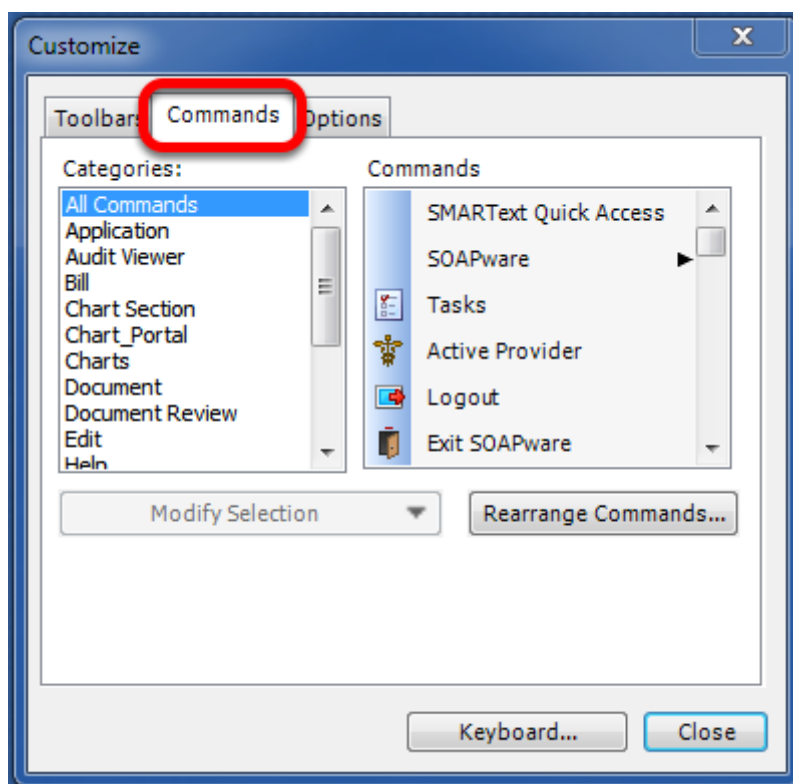 Customize
Toolbars Commands Options
Categories:
All Commands
Application
Audit Viewer
Bill
Chart Section
Chart_Portal
Charts
Document
Document Review
Edit
Help
Commands
SMARText Quick Access
SOAPware
Tasks
Active Provider
Logout
Exit SOAPware
Modify Selection
Rearrange Commands...
Keyboard...
Close